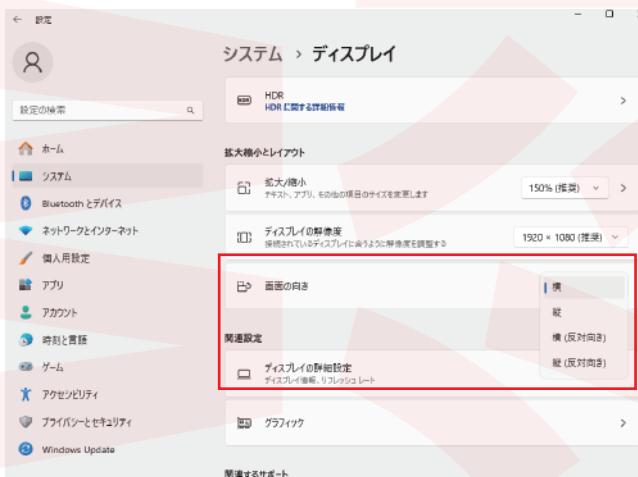 ← 設定
システム › ディスプレイ
設定の検索
ホーム
システム
Bluetooth とデバイス
ネットワークとインターネット
個人用設定
アプリ
アカウント
時刻と言語
ゲーム
アクセシビリティ
プライバシーとセキュリティ
Windows Update
HDR
HDR
HDR に関する詳細情報
拡大縮小とレイアウト
拡大/縮小
テキスト、アプリ、その他の項目のサイズを変更します
150% (推奨)
ディスプレイの解像度
接続されているディスプレイに合うように解像度を調整する
1920 × 1080 (推奨)
画面の向き
横
縦
横 (反対向き)
縦 (反対向き)
関連設定
ディスプレイの詳細設定
ディスプレイ情報、リフレッシュ レート
グラフィック
関連するサポート